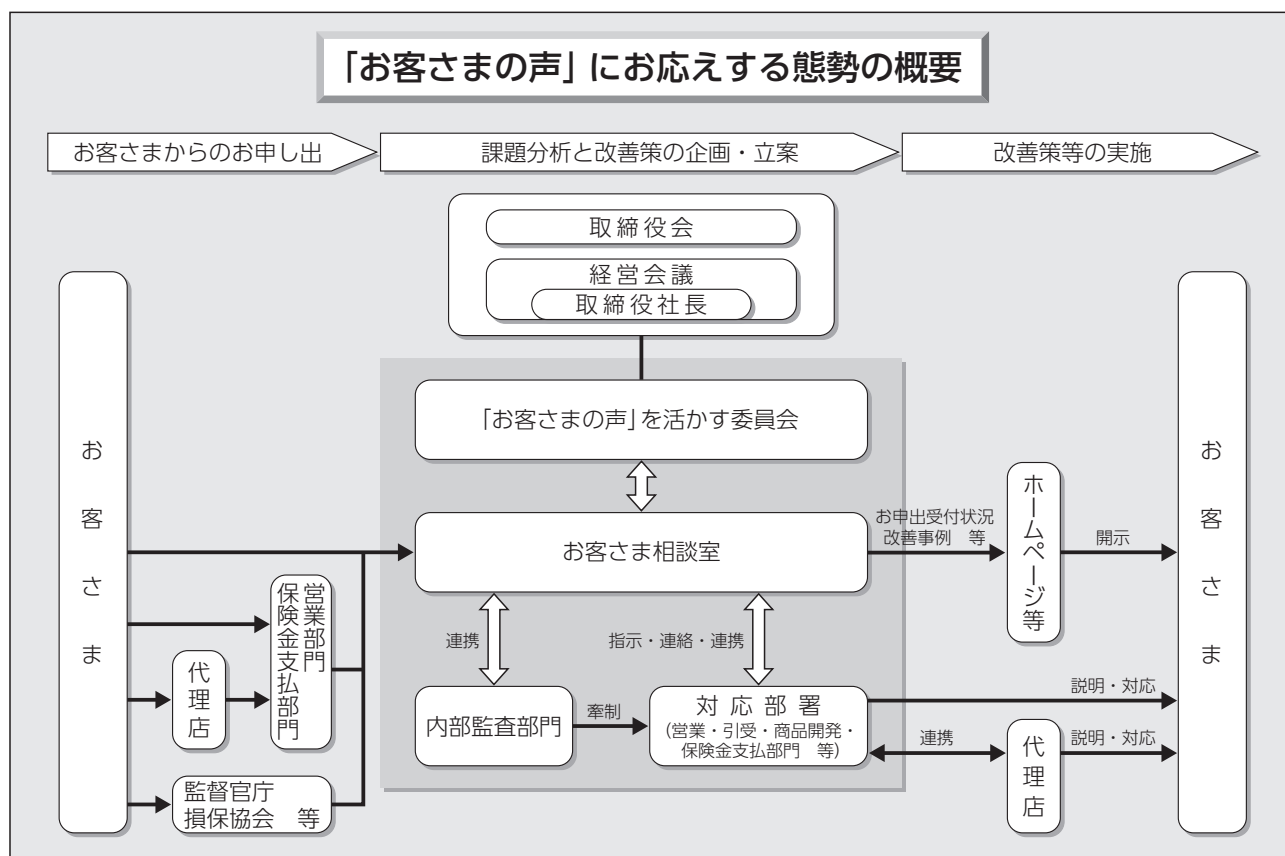 「お客さまの声」にお応えする態勢の概要
お客さまからのお申し出
課題分析と改善策の企画・立案
改善策等の実施
取締役会
経営会議
取締役社長
「お客さまの声」を活かす委員会
お客さま
お客さま相談室
お申出受付状況
改善事例　等
ホームページ等
開示
お客さま
営業部門
保険金支払部門
代理店
監督官庁
損保協会　等
連携
指示・連絡・連携
内部監査部門
牽制
対応部署
(営業・引受・商品開発・
保険金支払部門　等)
説明・対応
連携
代理店
説明・対応